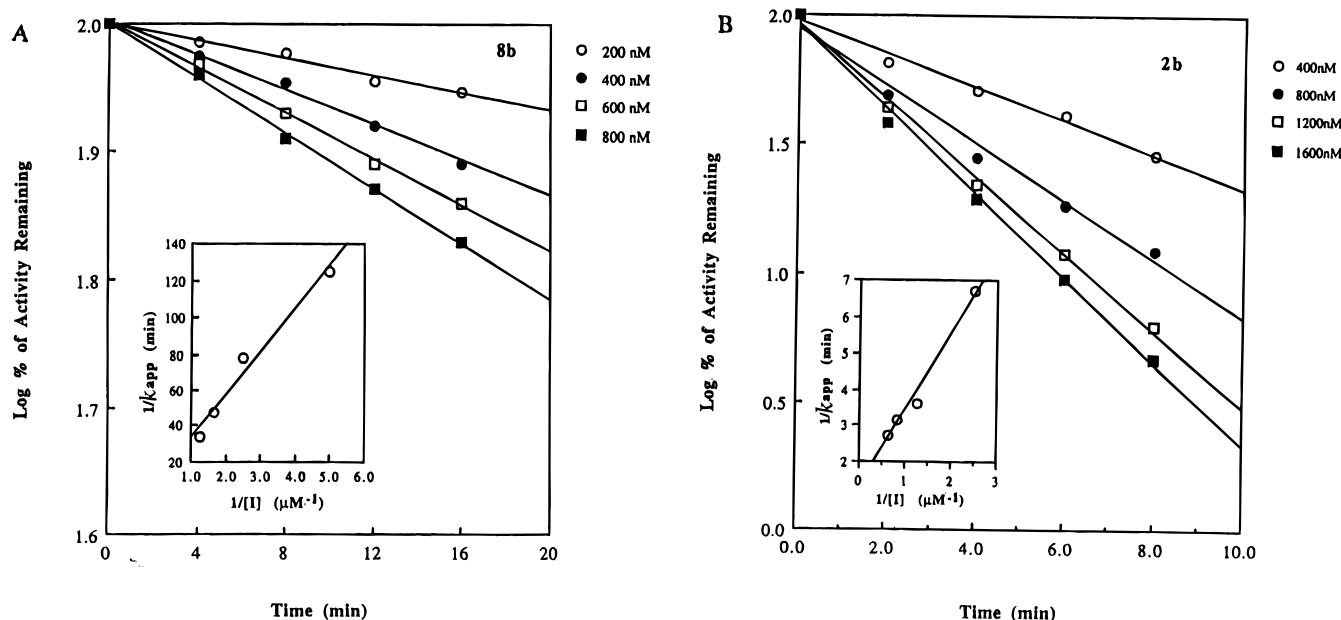 A
8b
2.0
1.9
1.8
1.7
1.6
Log % of Activity Remaining
0
4
8
12
16
20
Time (min)
200 nM
400 nM
600 nM
800 nM
140
120
100
80
60
40
20
1/kapp (min)
1.0 2.0 3.0 4.0 5.0 6.0
1/[I] (µM-1)
B
2b
2.0
1.5
1.0
0.5
0.0
Log % of Activity Remaining
0.0 2.0 4.0 6.0 8.0 10.0
Time (min)
400nM
800nM
1200nM
1600nM
7
6
5
4
3
2
1/kapp (min)
0 1 2 3
1/[I] (µM-1)